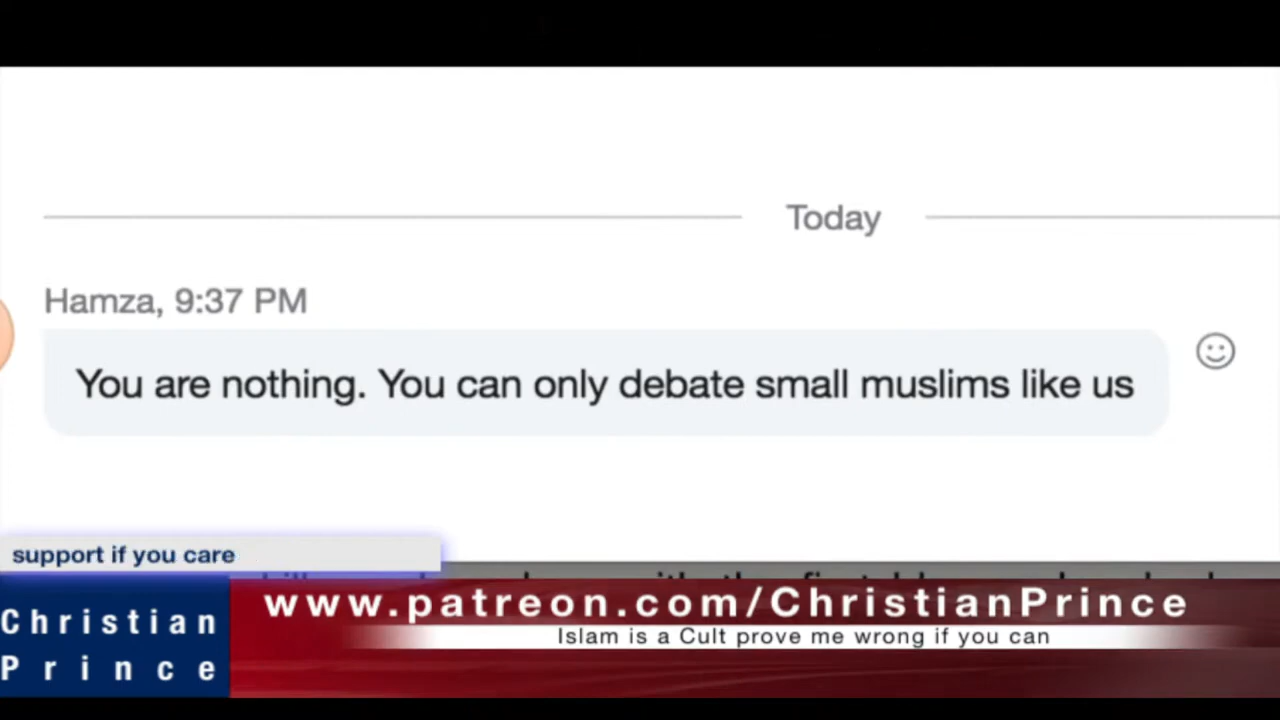 Today
Hamza, 9:37 PM
You are nothing. You can only debate small muslims like us
support if you care
Christian
Prince
www.patreon.com/ChristianPrince
Islam is a Cult prove me wrong if you can